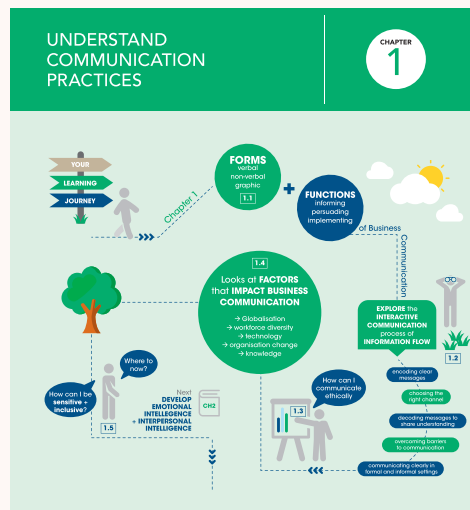 UNDERSTAND
COMMUNICATION
PRACTICES
CHAPTER
1
YOUR
LEARNING
JOURNEY
Chapter 1
FORMS
verbal
non-verbal
graphic
1.1
+
FUNCTIONS
informing
persuading
implementing
of Business
Communication
EXPLORE the
INTERACTIVE
COMMUNICATION
process of
INFORMATION FLOW
1.2
encoding clear
messages
choosing the
right channel
decoding messages to
share understanding
overcoming barriers
to communication
communicating clearly in
formal and informal settings
How can I
communicate
ethically
1.3
1.4
Looks at FACTORS
that IMPACT BUSINESS
COMMUNICATION
→ Globalisation
→ workforce diversity
→ technology
→ organisation change
→ knowledge
Where to
now?
How can I be
sensitive +
inclusive?
1.5
Next
DEVELOP
EMOTIONAL
INTELLEGENCE
+ INTERPERSONAL
INTELLIGENCE
CH2